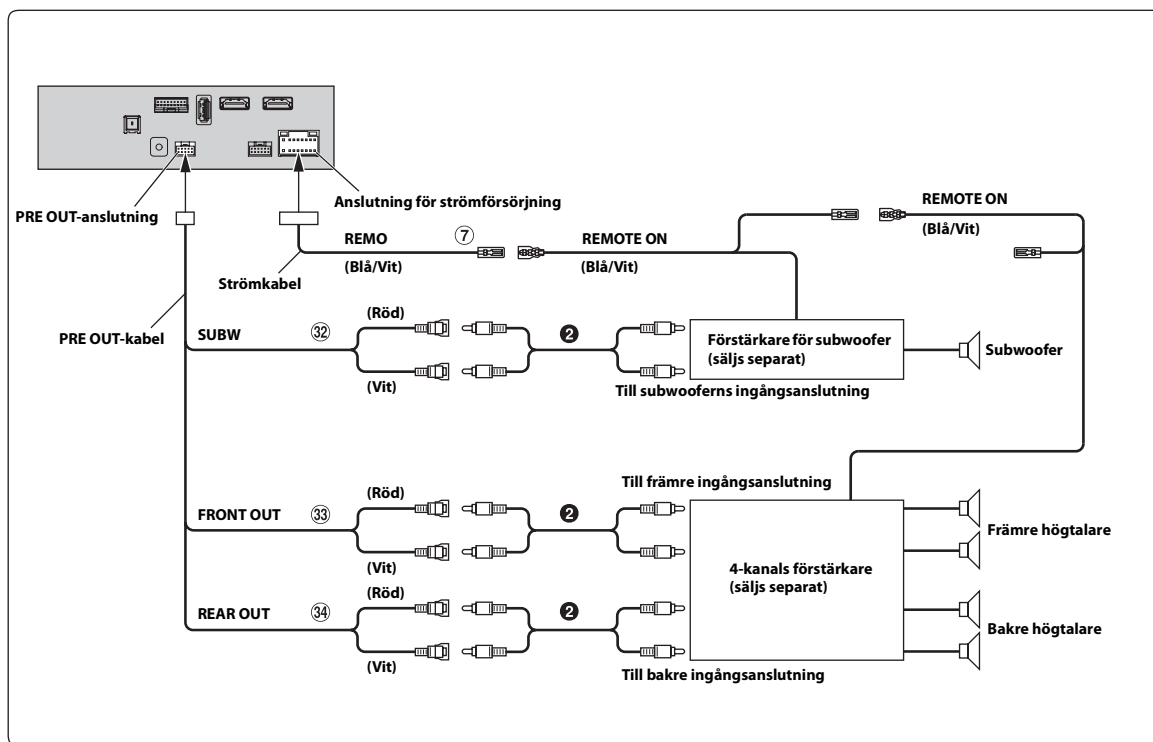 PRE OUT-anslutning
Anslutning för strömförsörjning
REMOTE ON
(Blå/Vit)
REMO
⑦
(Blå/Vit)
REMOTE ON
(Blå/Vit)
Strömkabel
PRE OUT-kabel
SUBW
㉜
(Röd)
(Vit)
❷
Förstärkare för subwoofer
(säljs separat)
Subwoofer
Till subwooferns ingångsanslutning
Till främre ingångsanslutning
FRONT OUT
㉝
(Röd)
(Vit)
❷
4-kanals förstärkare
(säljs separat)
Främre högtalare
REAR OUT
㉞
(Röd)
(Vit)
❷
Bakre högtalare
Till bakre ingångsanslutning